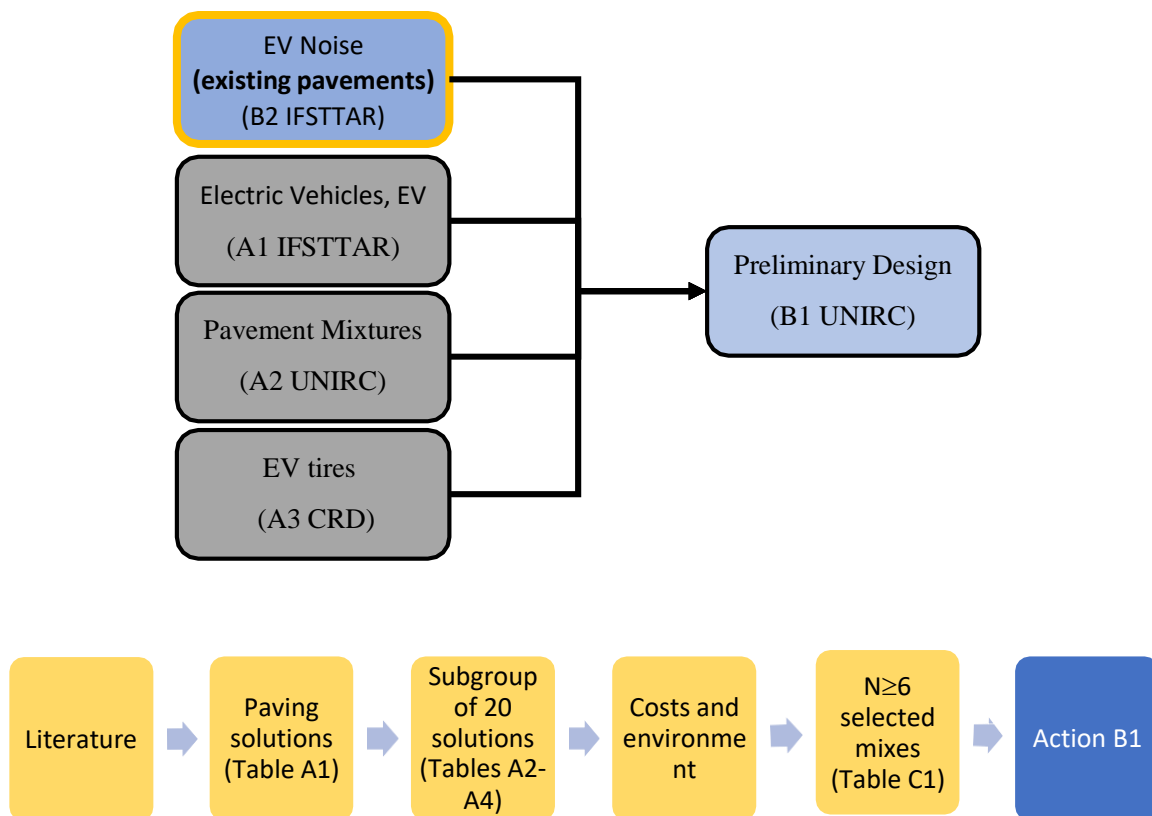 EV Noise
(existing pavements)
(B2 IFSTTAR)
Electric Vehicles, EV
(A1 IFSTTAR)
Pavement Mixtures
(A2 UNIRC)
EV tires
(A3 CRD)
Preliminary Design
(B1 UNIRC)
Literature
Paving
solutions
(Table A1)
Subgroup
of 20
solutions
(Tables A2-
A4)
Costs and
environme
nt
N≥6
selected
mixes
(Table C1)
Action B1